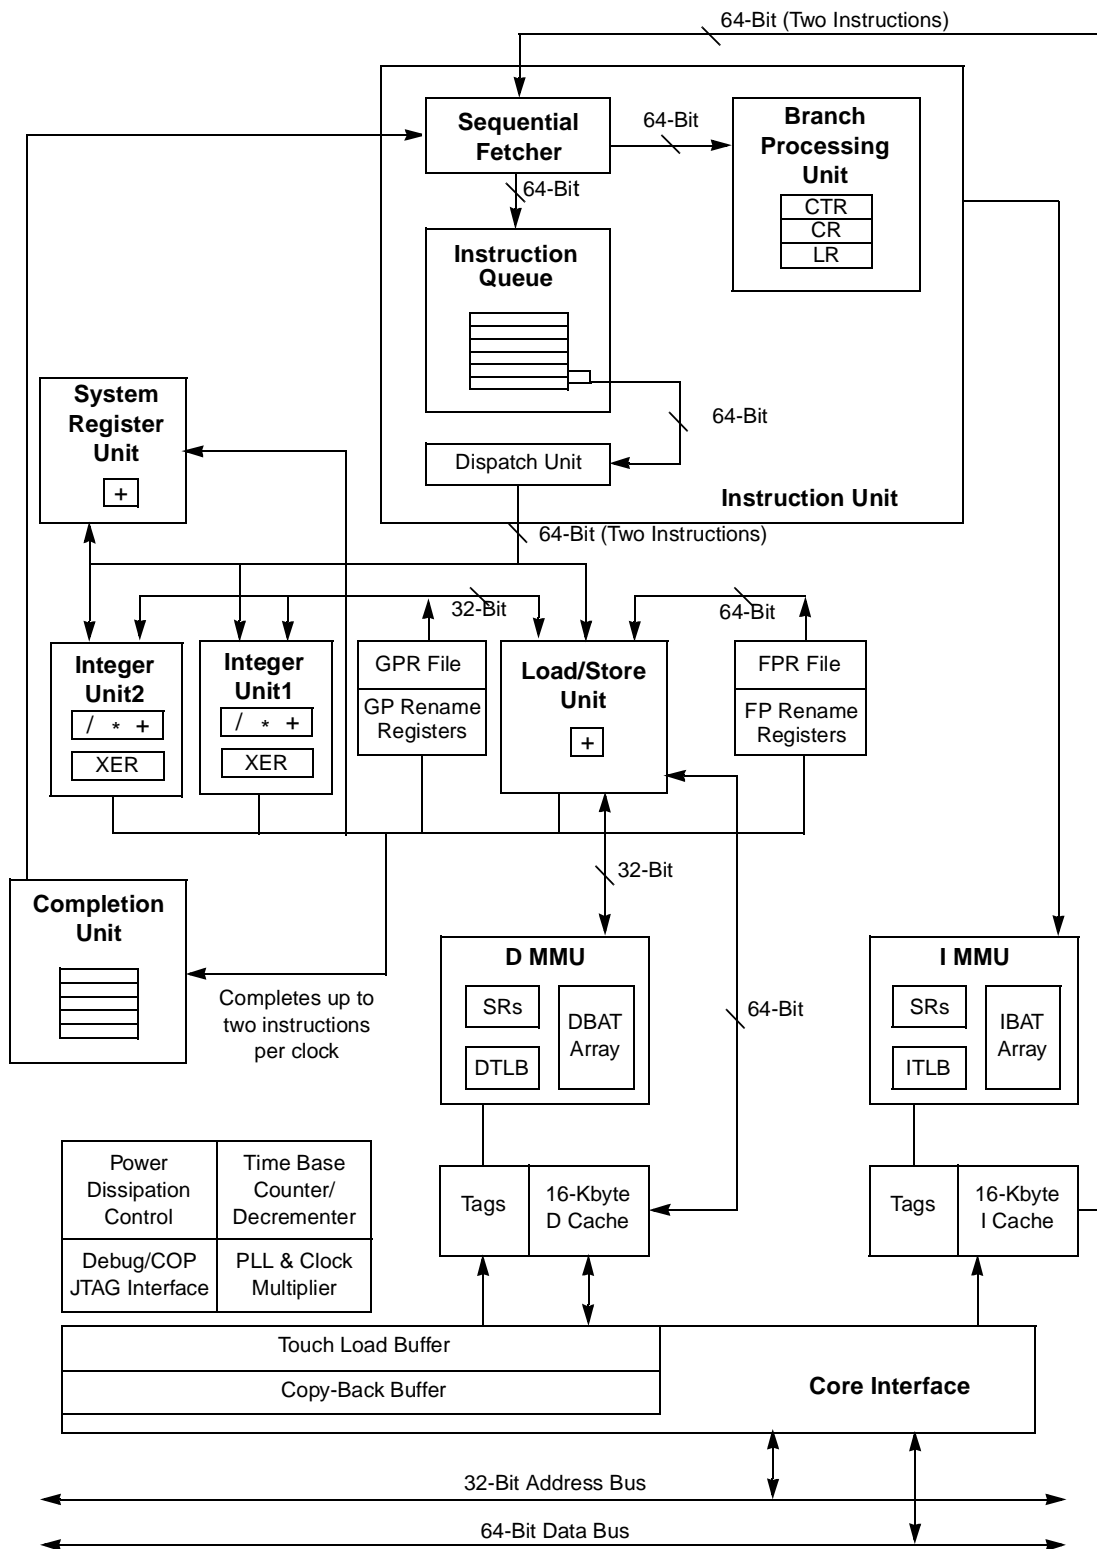 64-Bit (Two Instructions)
Sequential
Fetcher
64-Bit
Branch
Processing
Unit
CTR
CR
LR
64-Bit
Instruction
Queue
64-Bit
Dispatch Unit
Instruction Unit
System
Register
Unit
+
64-Bit (Two Instructions)
32-Bit
64-Bit
Integer
Unit2
/ * +
XER
Integer
Unit1
/ * +
XER
GPR File
GP Rename
Registers
Load/Store
Unit
+
FPR File
FP Rename
Registers
32-Bit
Completion
Unit
Completes up to
two instructions
per clock
D MMU
SRs
DTLB
DBAT
Array
64-Bit
I MMU
SRs
ITLB
IBAT
Array
Power
Dissipation
Control
Time Base
Counter/
Decrementer
Debug/COP
JTAG Interface
PLL & Clock
Multiplier
Tags
16-Kbyte
D Cache
Tags
16-Kbyte
I Cache
Touch Load Buffer
Copy-Back Buffer
Core Interface
32-Bit Address Bus
64-Bit Data Bus